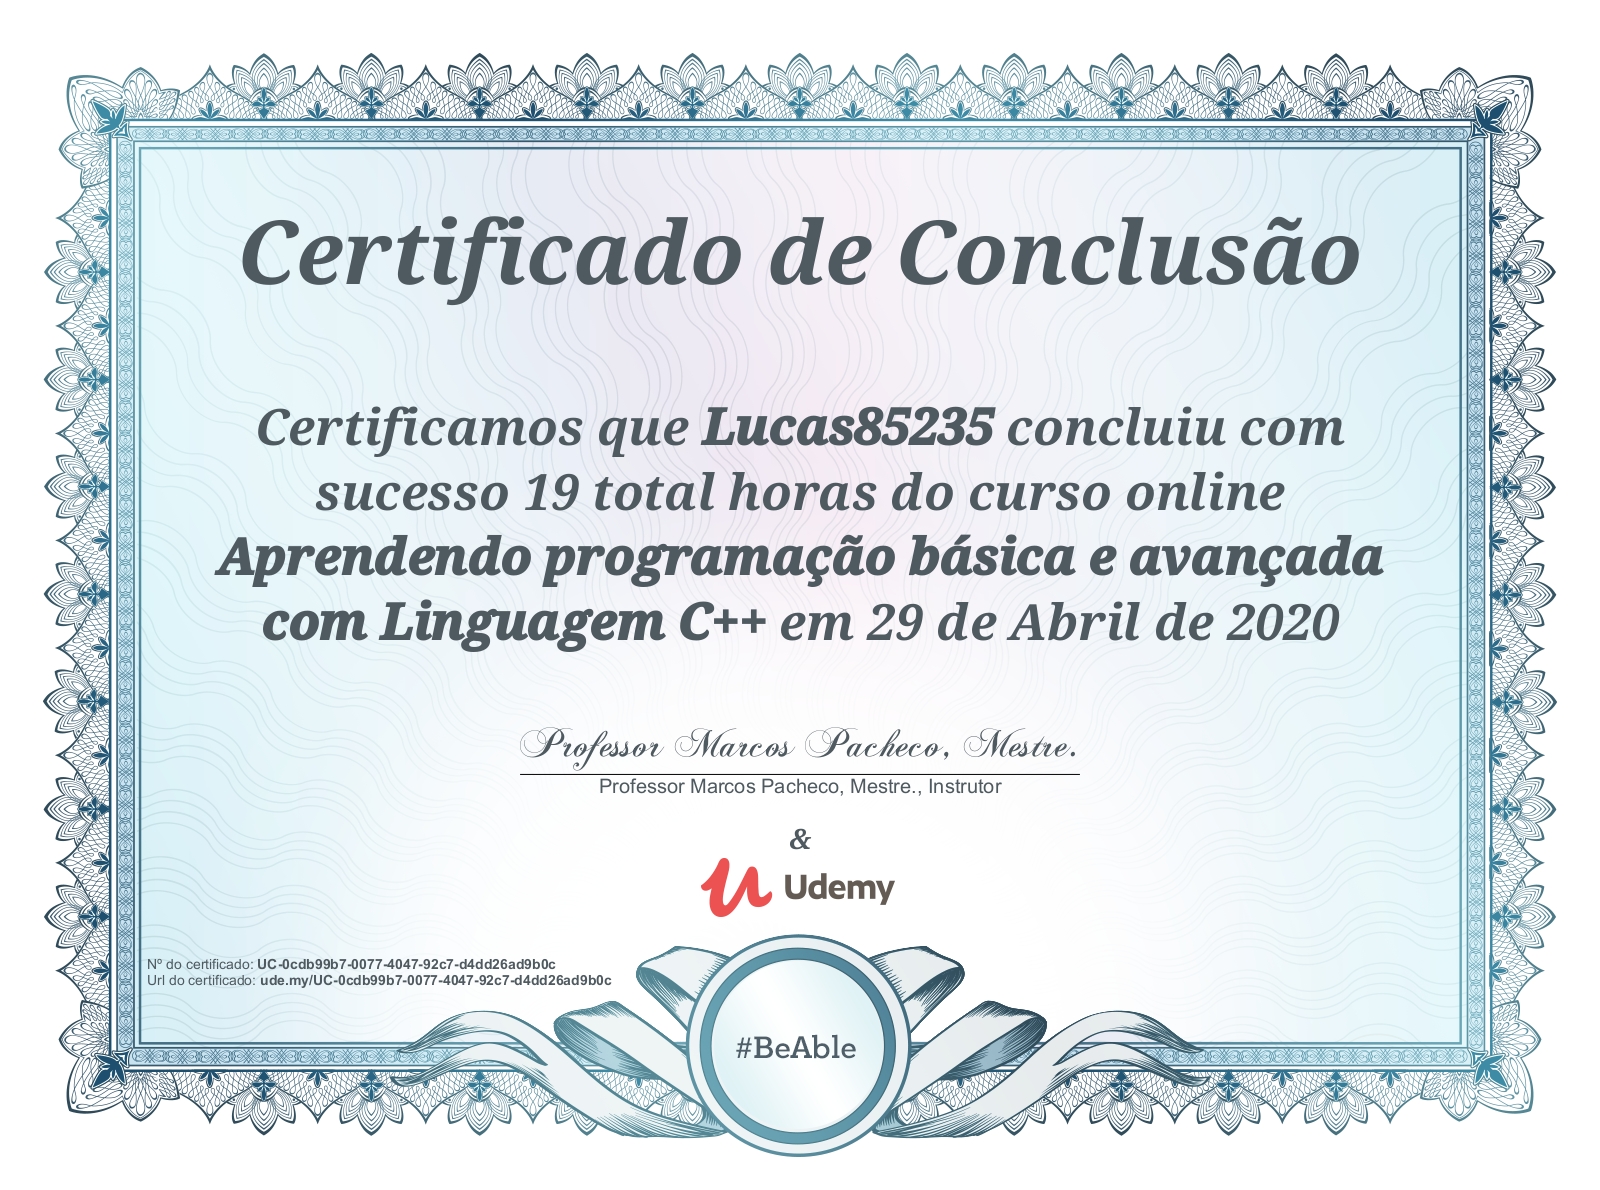 Certificado de Conclusão
Certificamos que Lucas85235 concluiu com
sucesso 19 total horas do curso online
Aprendendo programação básica e avançada
com Linguagem C++ em 29 de Abril de 2020
Professor Marcos Pacheco, Mestre.
Professor Marcos Pacheco, Mestre., Instrutor
&
Udemy
Nº do certificado: UC-0cdb99b7-0077-4047-92c7-d4dd26ad9b0c
Url do certificado: ude.my/UC-0cdb99b7-0077-4047-92c7-d4dd26ad9b0c
#BeAble